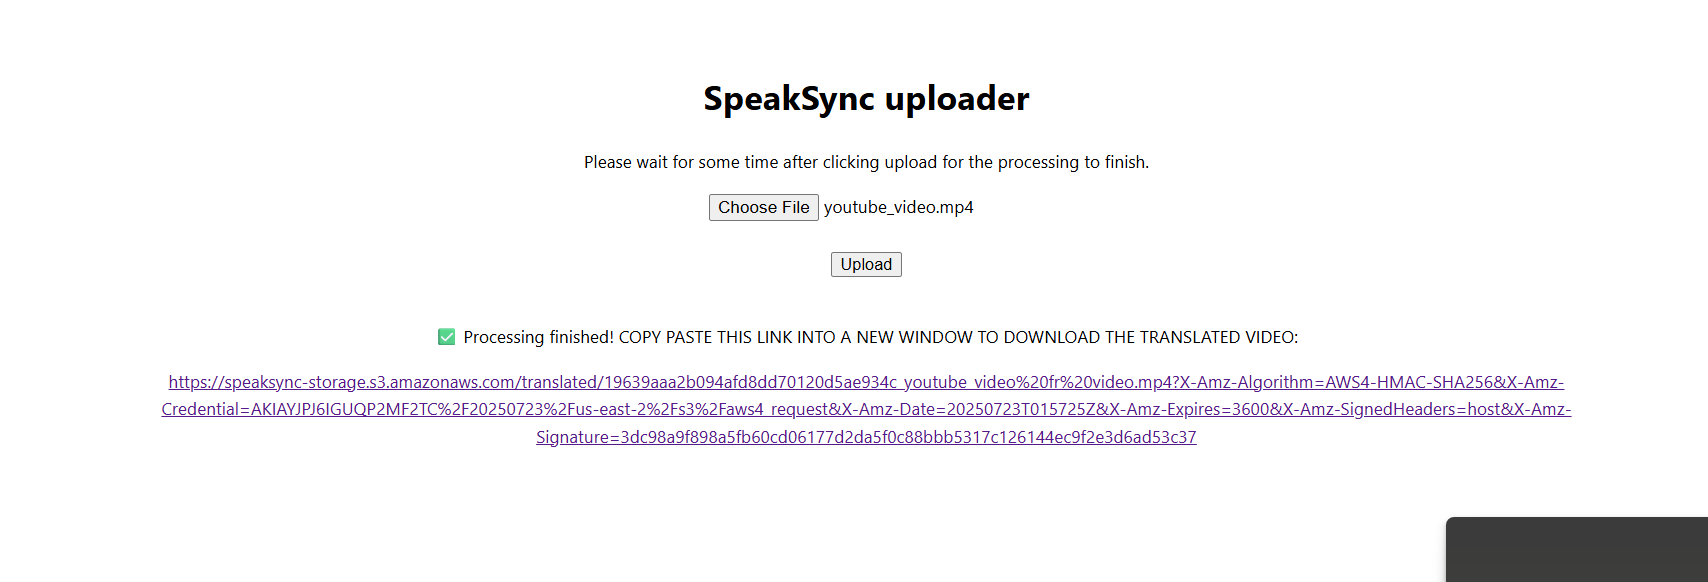 SpeakSync uploader
Please wait for some time after clicking upload for the processing to finish.
Choose File youtube_video.mp4
Upload
✅ Processing finished! COPY PASTE THIS LINK INTO A NEW WINDOW TO DOWNLOAD THE TRANSLATED VIDEO:
https://speaksync-storage.s3.amazonaws.com/translated/19639aaa2b094afd8dd70120d5ae934c_youtube_video%20fr%20video.mp4?X-Amz-Algorithm=AWS4-HMAC-SHA256&X-Amz-
Credential=AKIAYJPJ6IGUQP2MF2TC%2F20250723%2Fus-east-2%2Fs3%2Faws4_request&X-Amz-Date=20250723T015725Z&X-Amz-Expires=3600&X-Amz-SignedHeaders=host&X-Amz-
Signature=3dc98a9f898a5fb60cd06177d2da5f0c88bbb5317c126144ec9f2e3d6ad53c37